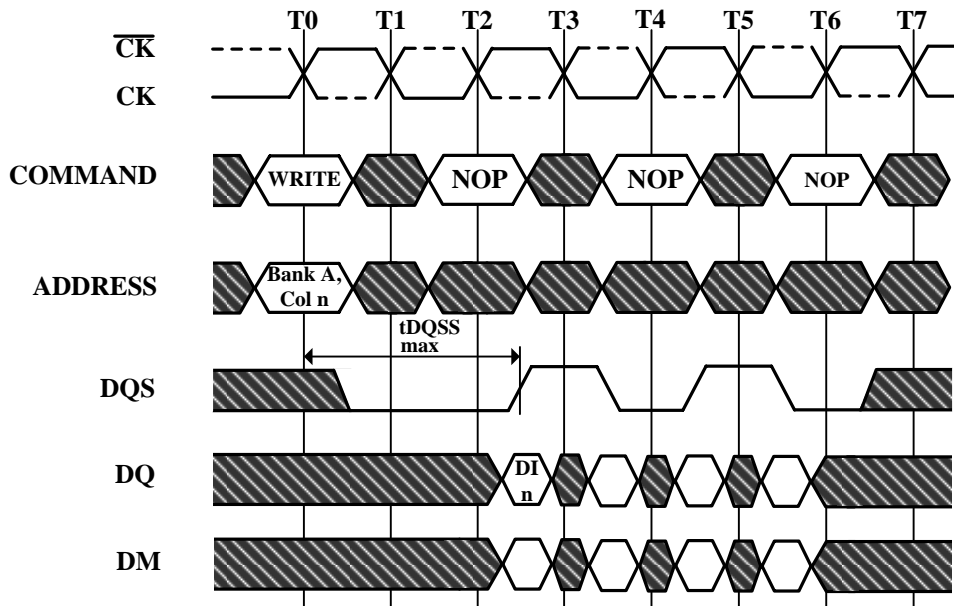 T0 T1 T2 T3 T4 T5 T6 T7
CK
CK
COMMAND WRITE NOP NOP NOP
ADDRESS Bank A,
Col n
tDQSS
max
DQS
DQ DI
n
DM